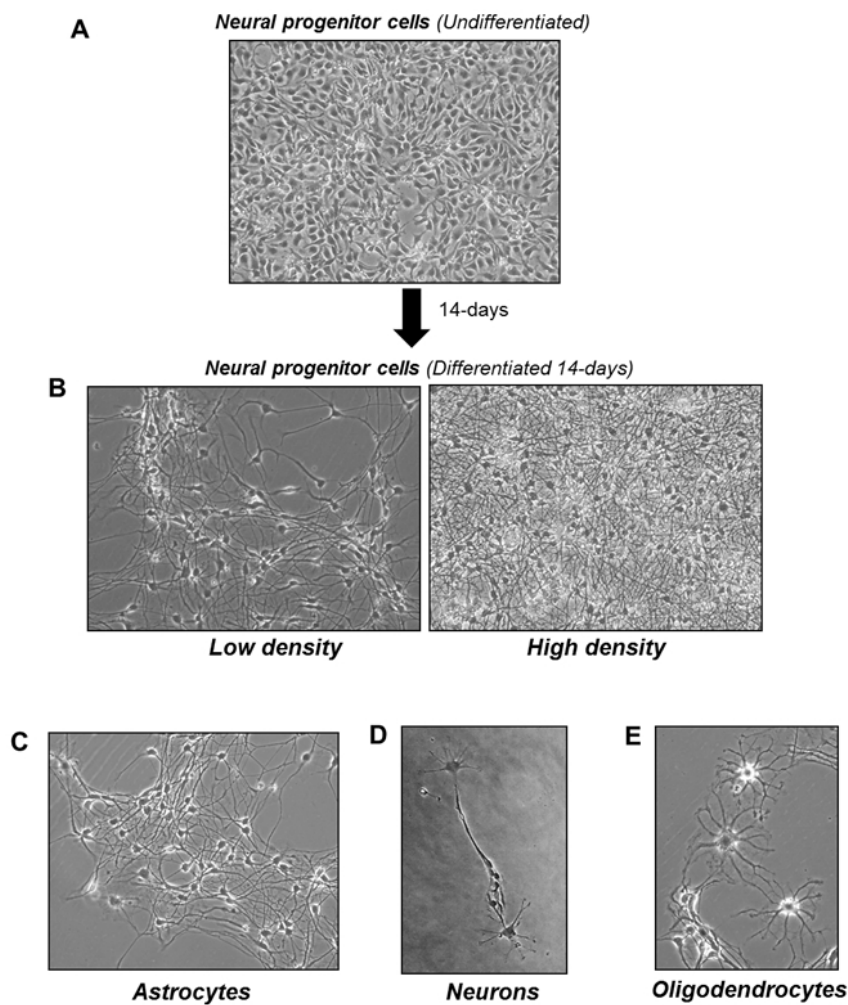 A
Neural progenitor cells (Undifferentiated)
14-days
Neural progenitor cells (Differentiated 14-days)
B
Low density
High density
C
D
E
Astrocytes
Neurons
Oligodendrocytes